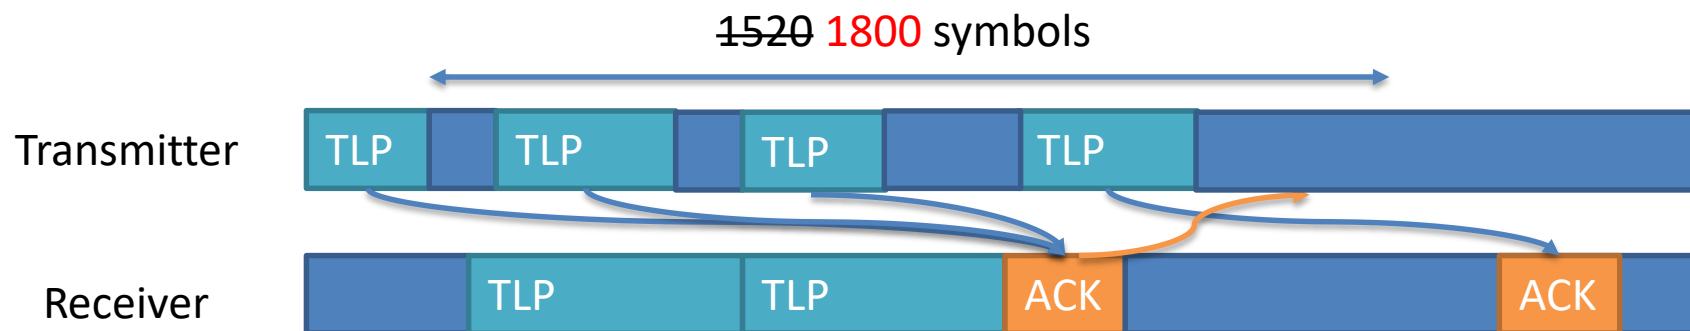 1520 1800 symbols
Transmitter TLP TLP TLP TLP
Receiver TLP TLP ACK ACK